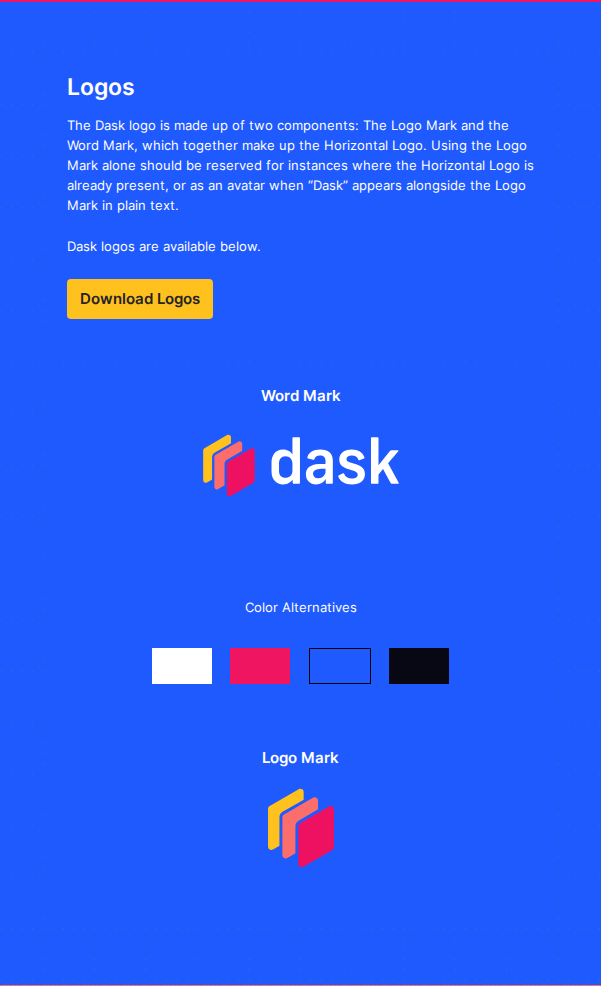 Logos
The Dask logo is made up of two components: The Logo Mark and the
Word Mark, which together make up the Horizontal Logo. Using the Logo
Mark alone should be reserved for instances where the Horizontal Logo is
already present, or as an avatar when “Dask” appears alongside the Logo
Mark in plain text.
Dask logos are available below.
Download Logos
Word Mark
dask
Color Alternatives
Logo Mark